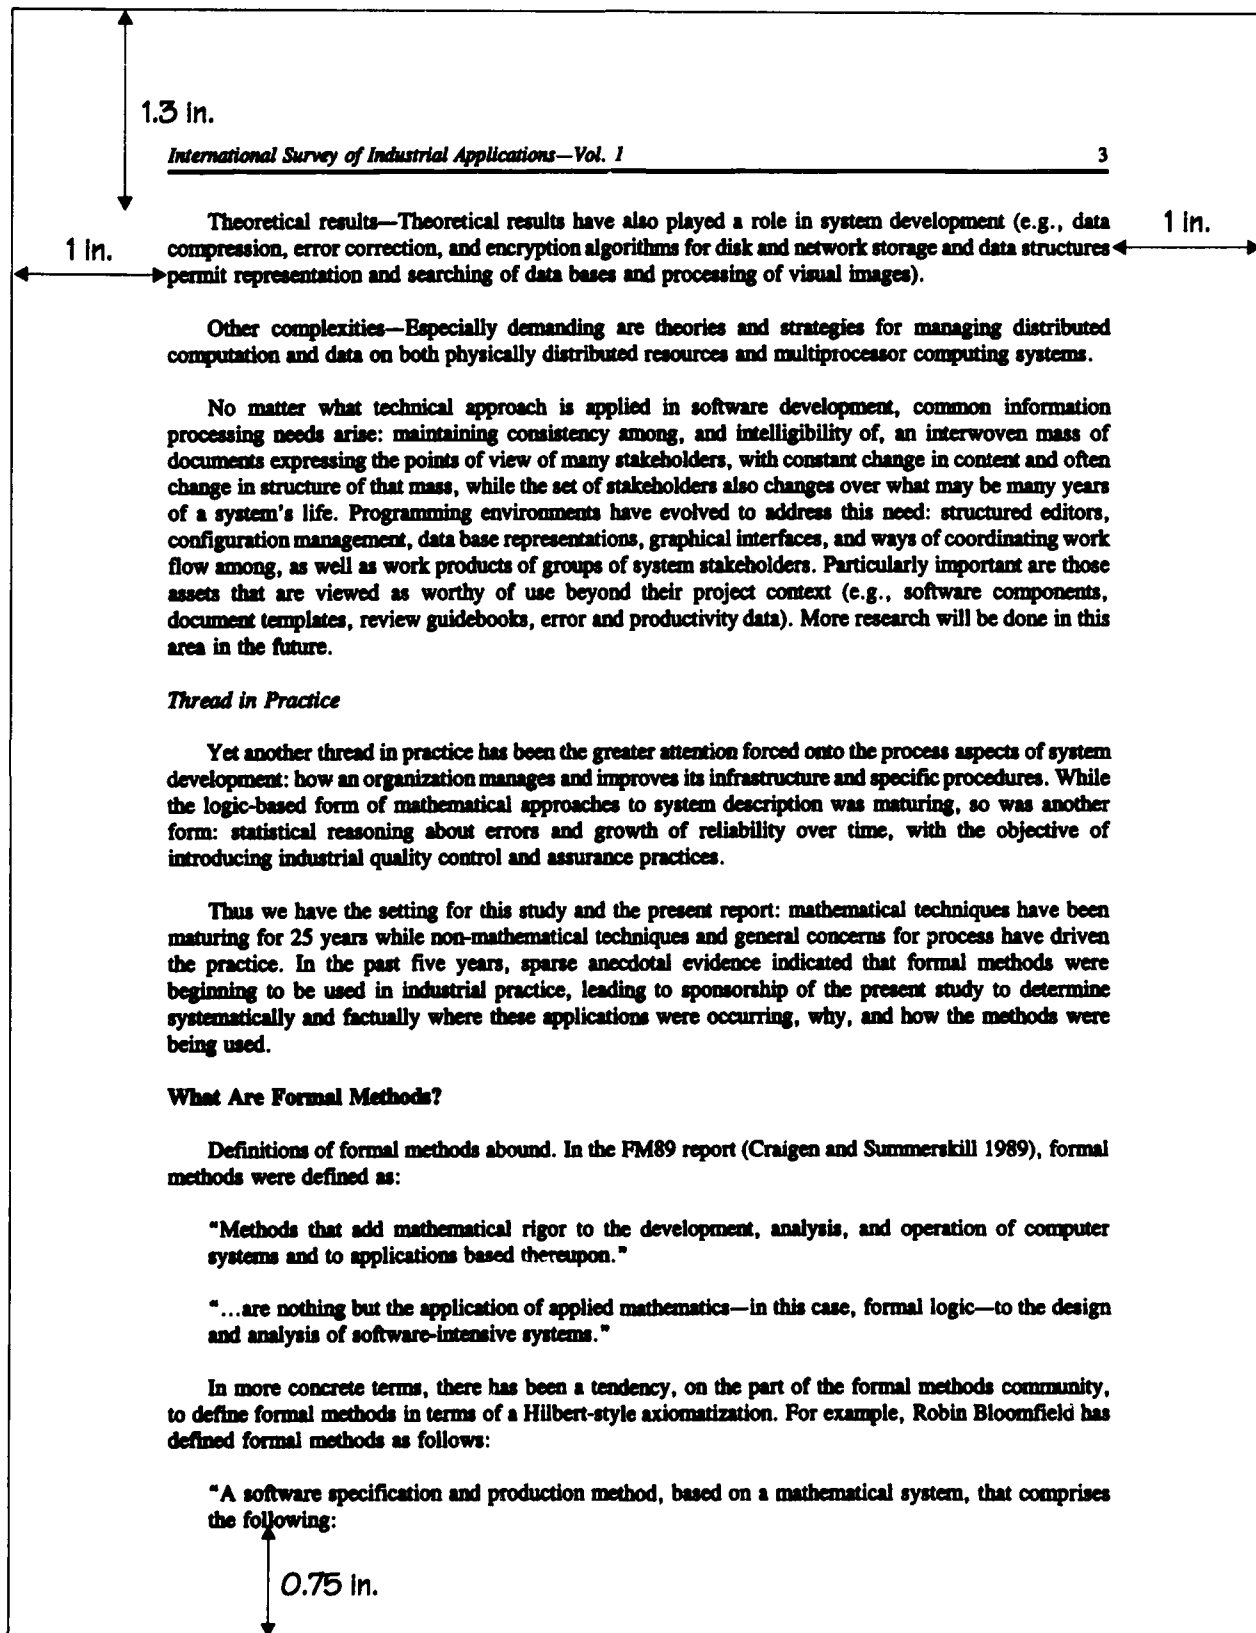 1.3 in.
International Survey of Industrial Applications—Vol. 1 3
Theoretical results—Theoretical results have also played a role in system development (e.g., data
1 in.
compression, error correction, and encryption algorithms for disk and network storage and data structures
1 in.
permit representation and searching of data bases and processing of visual images).
Other complexities—Especially demanding are theories and strategies for managing distributed
computation and data on both physically distributed resources and multiprocessor computing systems.
No matter what technical approach is applied in software development, common information
processing needs arise: maintaining consistency among, and intelligibility of, an interwoven mass of
documents expressing the points of view of many stakeholders, with constant change in content and often
change in structure of that mass, while the set of stakeholders also changes over what may be many years
of a system's life. Programming environments have evolved to address this need: structured editors,
configuration management, data base representations, graphical interfaces, and ways of coordinating work
flow among, as well as work products of groups of system stakeholders. Particularly important are those
assets that are viewed as worthy of use beyond their project context (e.g., software components,
document templates, review guidebooks, error and productivity data). More research will be done in this
area in the future.
Thread in Practice
Yet another thread in practice has been the greater attention forced onto the process aspects of system
development: how an organization manages and improves its infrastructure and specific procedures. While
the logic-based form of mathematical approaches to system description was maturing, so was another
form: statistical reasoning about errors and growth of reliability over time, with the objective of
introducing industrial quality control and assurance practices.
Thus we have the setting for this study and the present report: mathematical techniques have been
maturing for 25 years while non-mathematical techniques and general concerns for process have driven
the practice. In the past five years, sparse anecdotal evidence indicated that formal methods were
beginning to be used in industrial practice, leading to sponsorship of the present study to determine
systematically and factually where these applications were occurring, why, and how the methods were
being used.
What Are Formal Methods?
Definitions of formal methods abound. In the FM89 report (Craigen and Summerskill 1989), formal
methods were defined as:
"Methods that add mathematical rigor to the development, analysis, and operation of computer
systems and to applications based thereupon."
"...are nothing but the application of applied mathematics—in this case, formal logic—to the design
and analysis of software-intensive systems."
In more concrete terms, there has been a tendency, on the part of the formal methods community,
to define formal methods in terms of a Hilbert-style axiomatization. For example, Robin Bloomfield has
defined formal methods as follows:
"A software specification and production method, based on a mathematical system, that comprises
the following:
0.75 in.